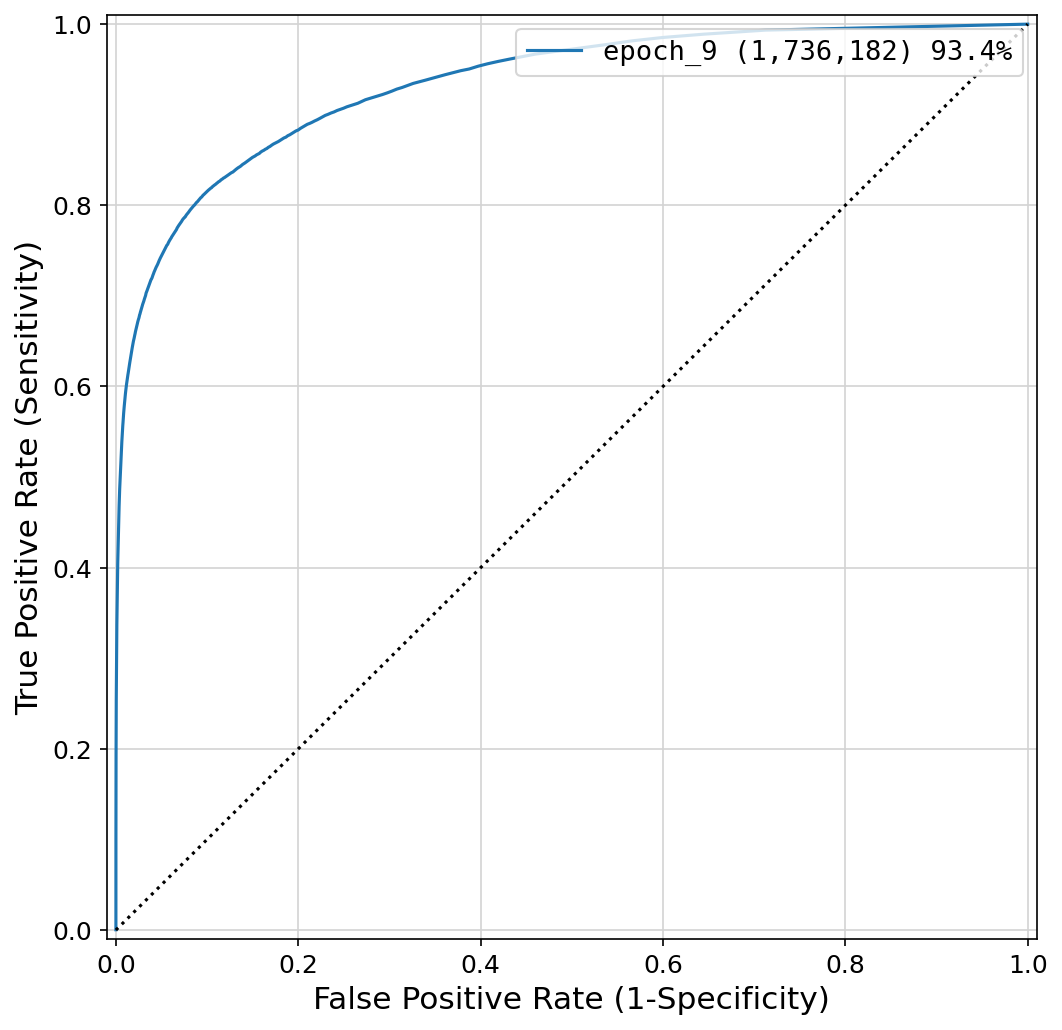 epoch_9 (1,736,182) 93.4%
1.0
0.8
0.6
0.4
0.2
0.0
True Positive Rate (Sensitivity)
0.0 0.2 0.4 0.6 0.8 1.0
False Positive Rate (1-Specificity)